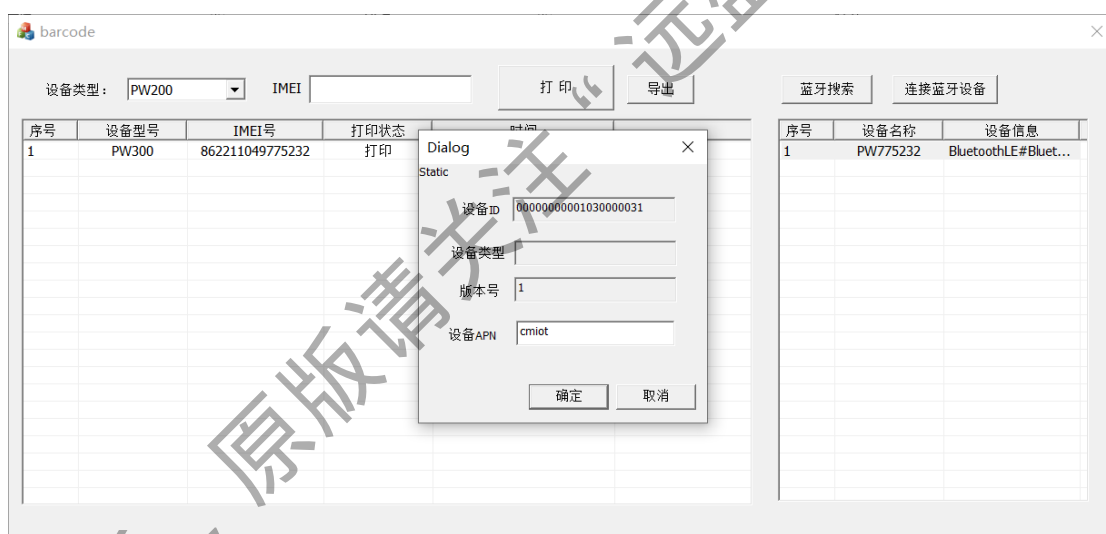 barcode
设备类型： PW200 IMEI 打 印 导出 蓝牙搜索 连接蓝牙设备
序号 设备型号 IMEI号 打印状态 时间 序号 设备名称 设备信息
1 PW300 862211049775232 打印 1 PW775232 BluetoothLE#Bluet...
Dialog
Static
设备ID 00000000001030000031
设备类型
版本号 1
设备APN cmiot
确定 取消
原版请关注“远